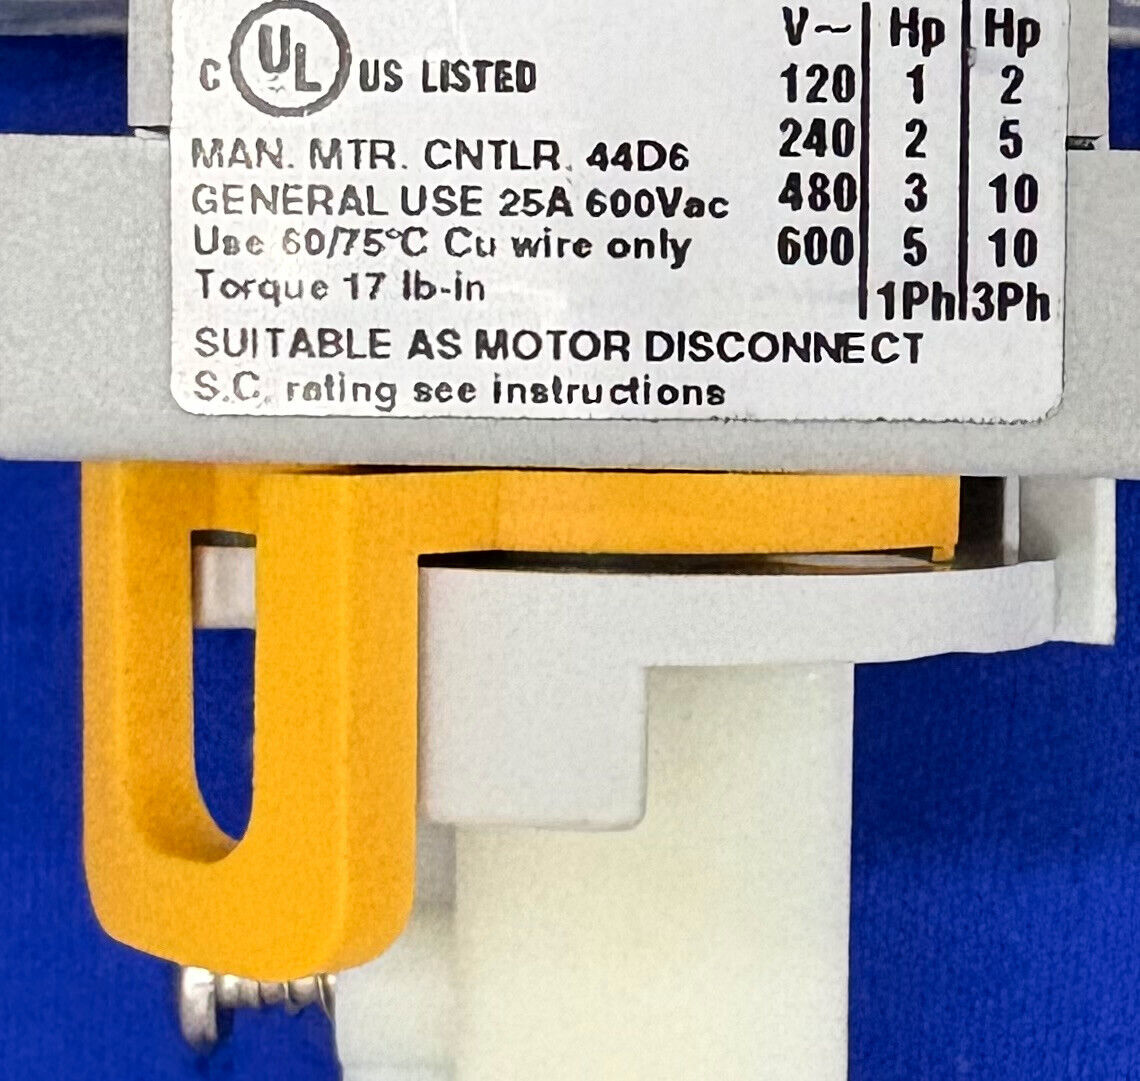 C UL US LISTED
MAN. MTR. CNTLR. 44D6
GENERAL USE 25A 600Vac
Use 60/75°C Cu wire only
Torque 17 lb-in
SUITABLE AS MOTOR DISCONNECT
S.C. rating see instructions
V~ Hp Hp
120 1 2
240 2 5
480 3 10
600 5 10
1Ph 3Ph